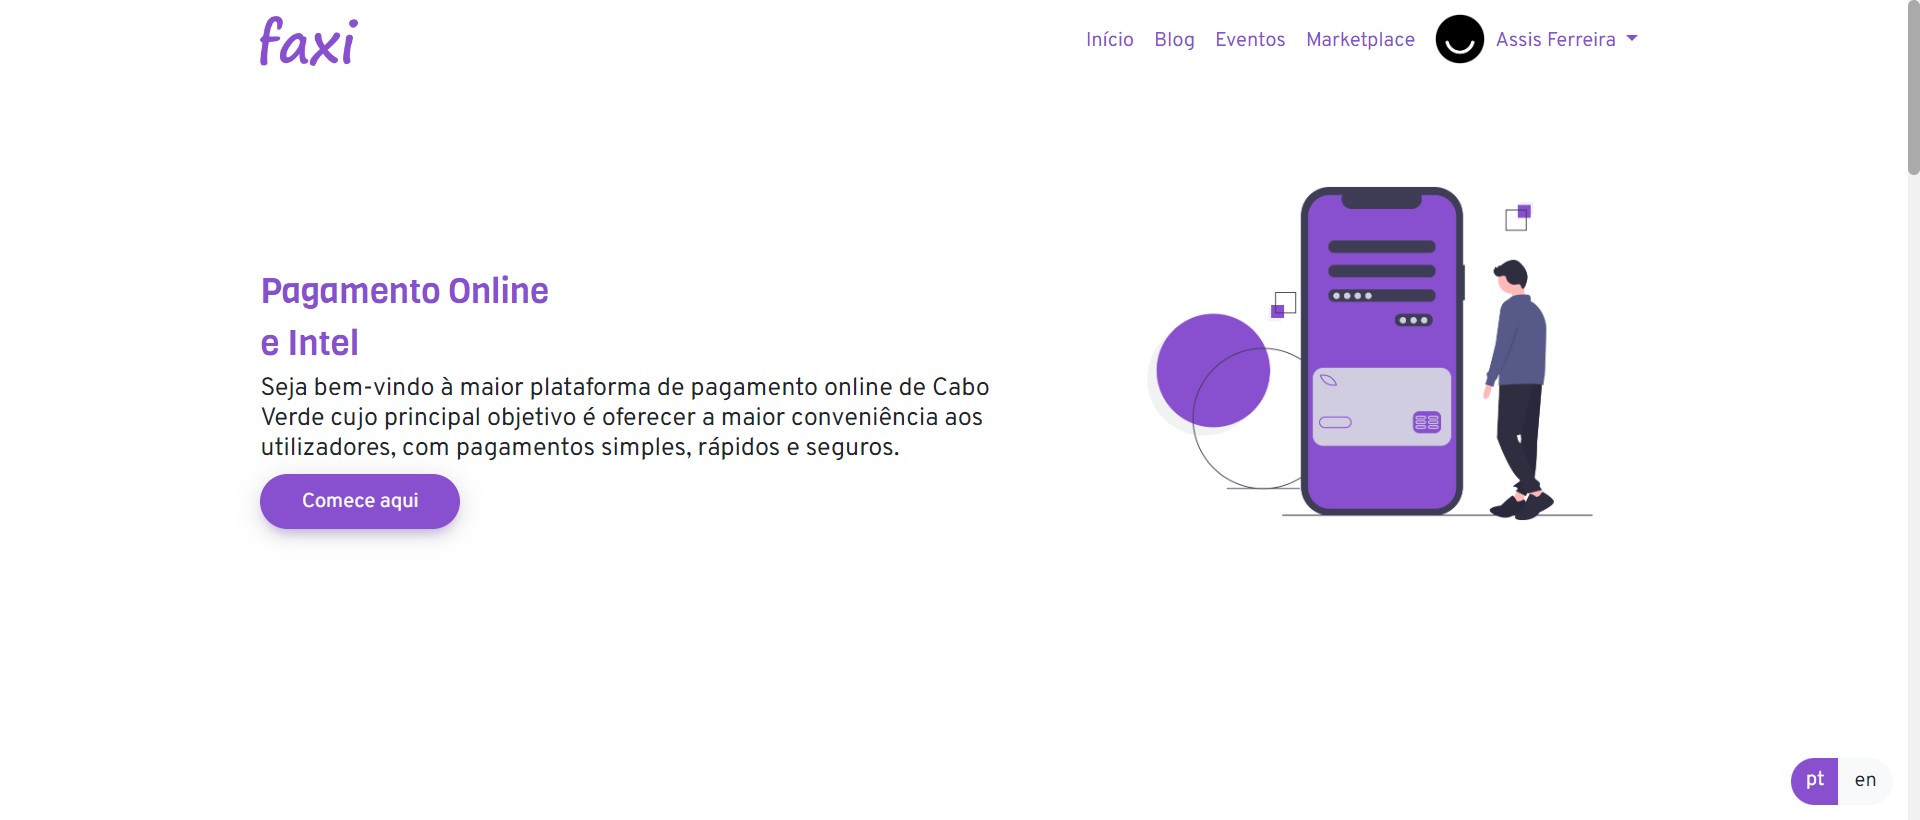 faxi
Início Blog Eventos Marketplace Assis Ferreira
Pagamento Online
e Intel
Seja bem-vindo à maior plataforma de pagamento online de Cabo
Verde cujo principal objetivo é oferecer a maior conveniência aos
utilizadores, com pagamentos simples, rápidos e seguros.
Comece aqui
pt en